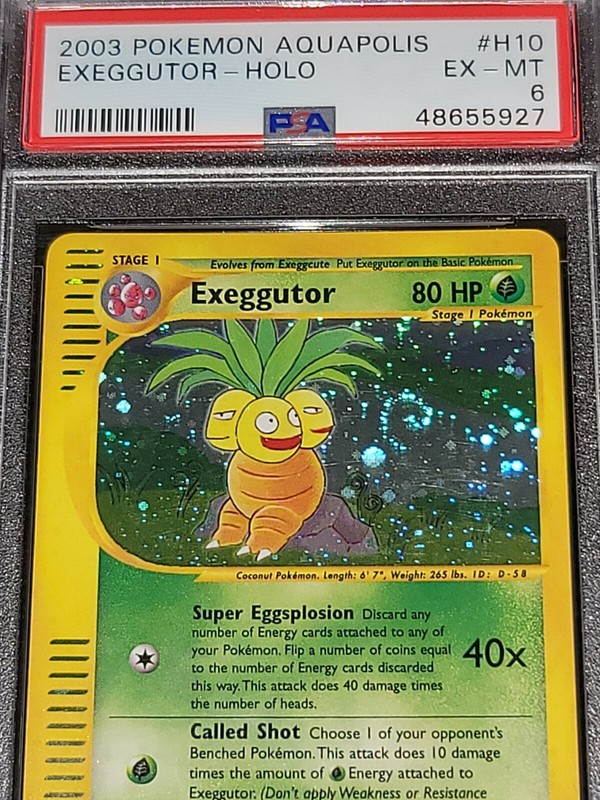 2003 POKEMON AQUAPOLIS #H10
EXEGGUTOR - HOLO EX - MT
6
PSA 48655927
STAGE 1 Evolves from Exeggcute Put Exeggutor on the Basic Pokémon
Exeggutor 80 HP
Stage 1 Pokémon
Coconut Pokémon. Length: 6' 7", Weight: 265 lbs. ID: D-58
Super Eggsplosion Discard any
number of Energy cards attached to any of
your Pokémon. Flip a number of coins equal
to the number of Energy cards discarded
this way. This attack does 40 damage times
the number of heads.
40x
Called Shot Choose 1 of your opponent's
Benched Pokémon. This attack does 10 damage
times the amount of Energy attached to
Exeggutor. (Don't apply Weakness or Resistance